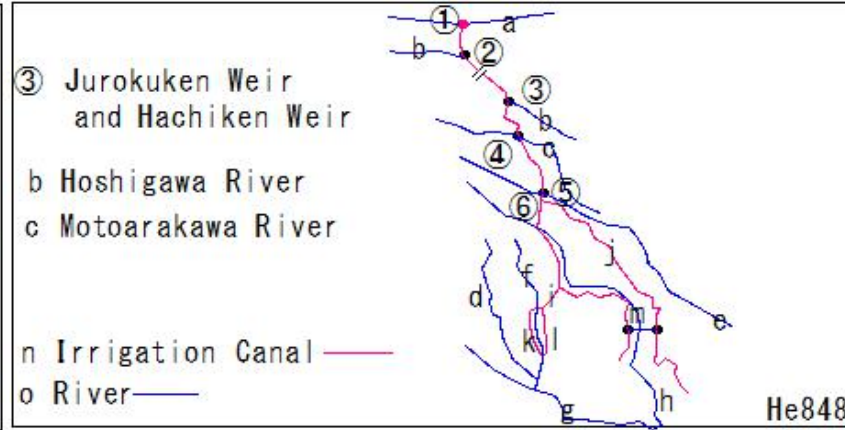 ① a
b ②
③ Jurokuken Weir
and Hachiken Weir
③
b
④ c
b Hoshigawa River
⑤
⑥
c Motoarakawa River
j
f
d i
m e
k l
n Irrigation Canal
o River
g h
He848